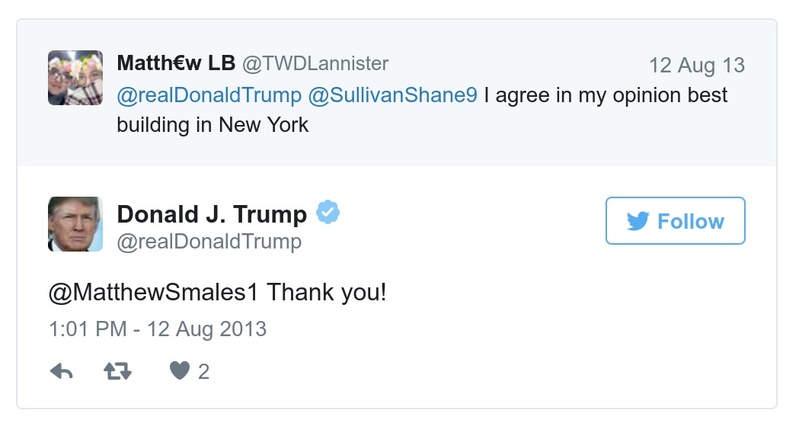 Matth€w LB @TWDLannister 12 Aug 13
@realDonaldTrump @SullivanShane9 I agree in my opinion best
building in New York
Donald J. Trump
@realDonaldTrump
Follow
@MatthewSmales1 Thank you!
1:01 PM - 12 Aug 2013
2